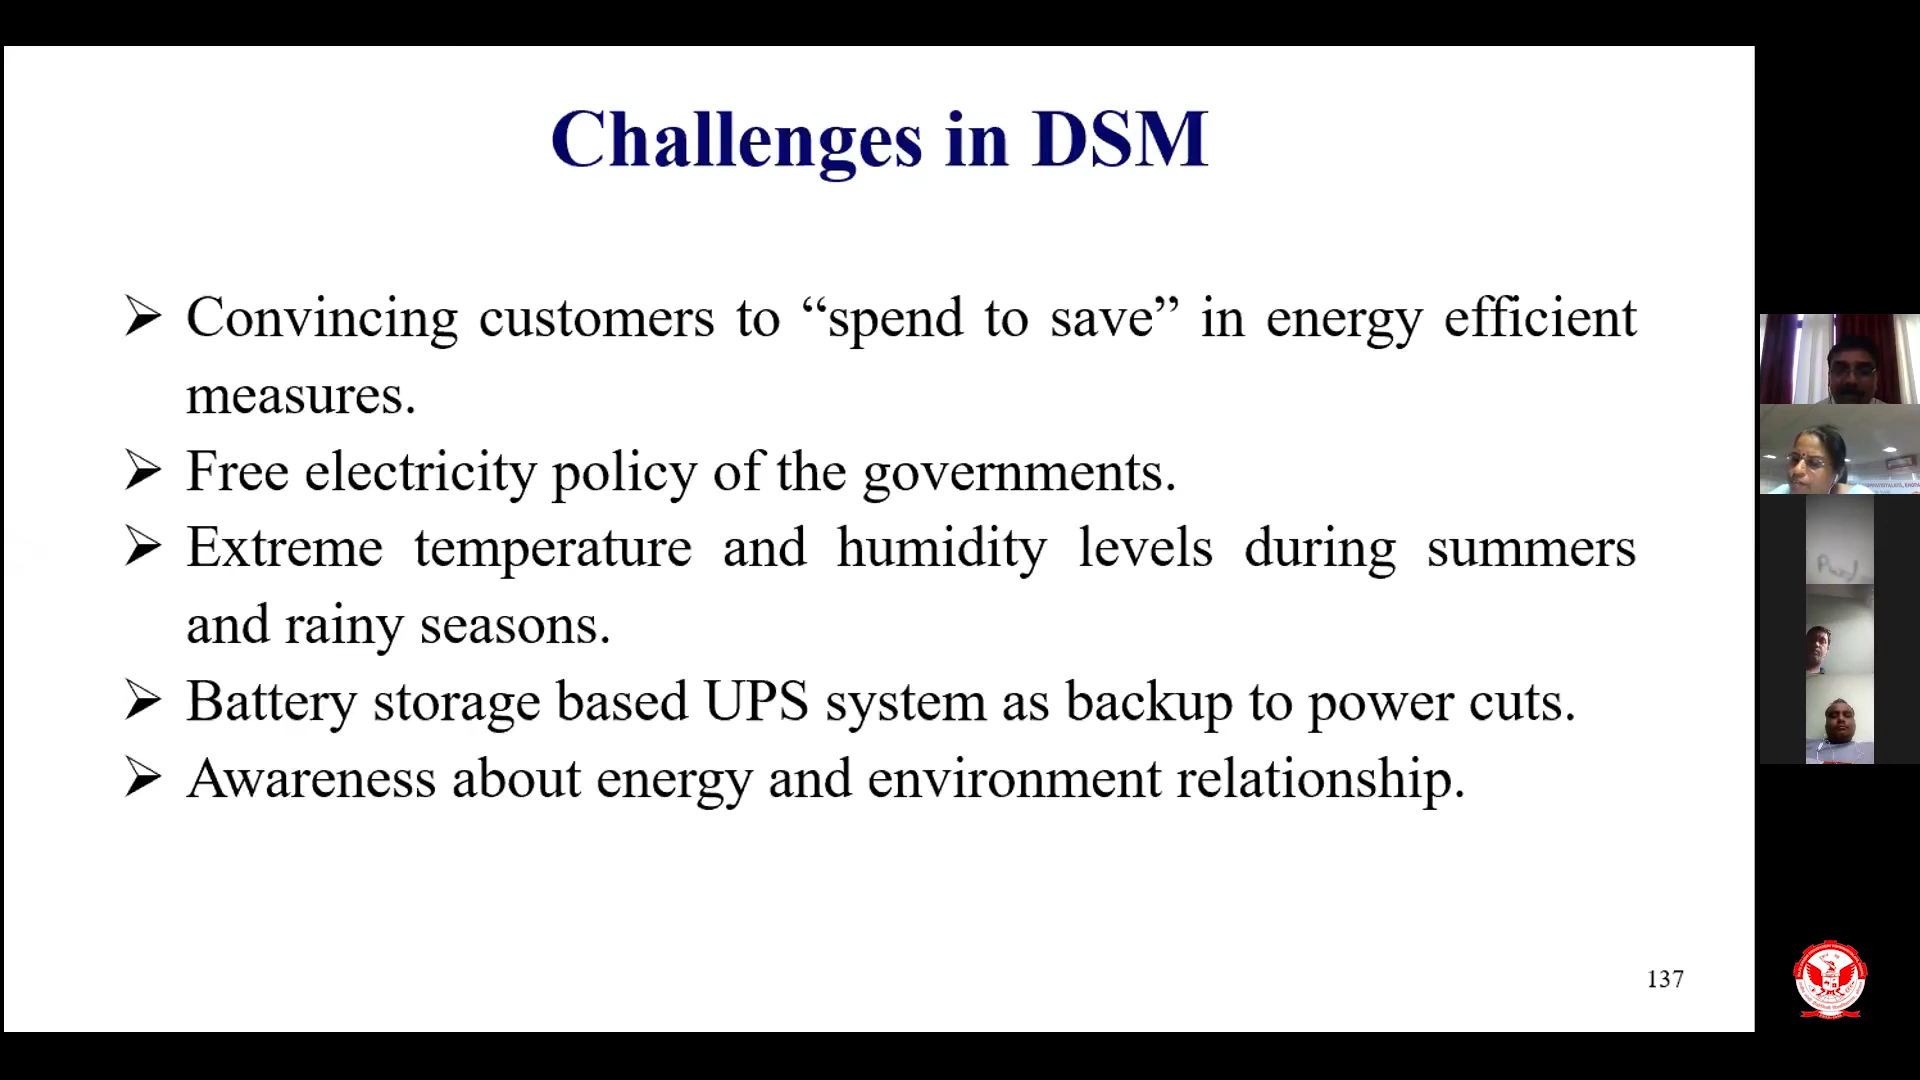 Challenges in DSM
➢ Convincing customers to “spend to save” in energy efficient
measures.
➢ Free electricity policy of the governments.
➢ Extreme temperature and humidity levels during summers
and rainy seasons.
➢ Battery storage based UPS system as backup to power cuts.
➢ Awareness about energy and environment relationship.
137